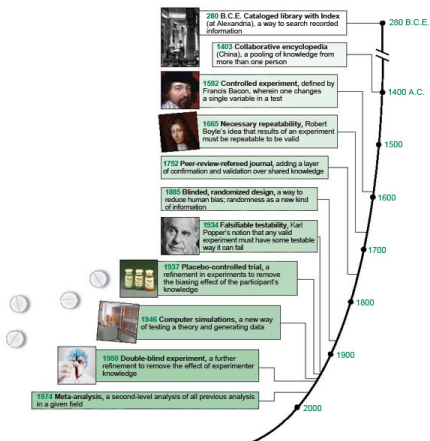 280 B.C.E. Cataloged library with Index
(at Alexandria), a way to search recorded
information
280 B.C.E.
1403 Collaborative encyclopedia
(China), a pooling of knowledge from
more than one person
1400 A.C.
1592 Controlled experiment, defined by
Francis Bacon, wherein one changes
a single variable in a test
1665 Necessary repeatability, Robert
Boyle's idea that results of an experiment
must be repeatable to be valid
1500
1752 Peer-review-refereed journal, adding a layer
of confirmation and validation over shared knowledge
1885 Blinded, randomized design, a way to
reduce human bias; randomness as a new kind
of information
1600
1934 Falsifiable testability, Karl
Popper's notion that any valid
experiment must have some testable
way it can fail
1700
1937 Placebo-controlled trial, a
refinement in experiments to remove
the biasing effect of the participant's
knowledge
1800
1946 Computer simulations, a new way
of testing a theory and generating data
1950 Double-blind experiment, a further
refinement to remove the effect of experimenter
knowledge
1900
1974 Meta-analysis, a second-level analysis of all previous analysis
in a given field
2000